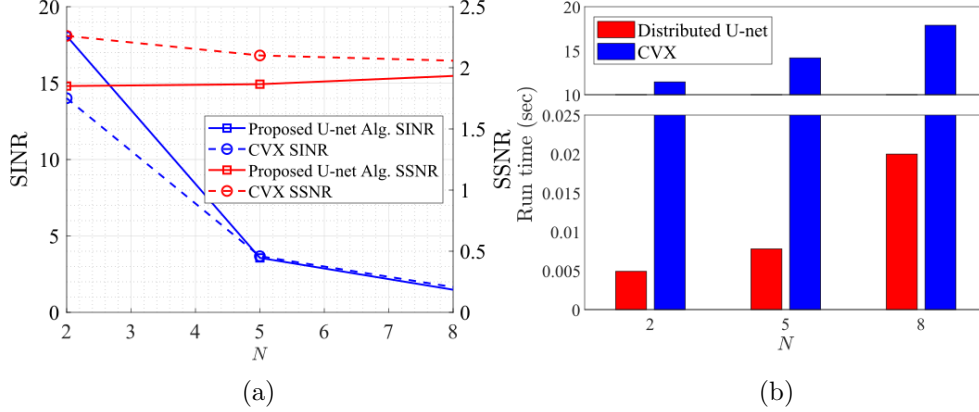 20
15
10
5
0
SINR
2.5
2
1.5
1
0.5
0
SSNR
Proposed U-net Alg. SINR
CVX SINR
Proposed U-net Alg. SSNR
CVX SSNR
2 3 4 5 6 7 8
N
(a)
20
15
10
0.025
0.02
0.015
0.01
0.005
0
Run time (sec)
Distributed U-net
CVX
2 5 8
N
(b)